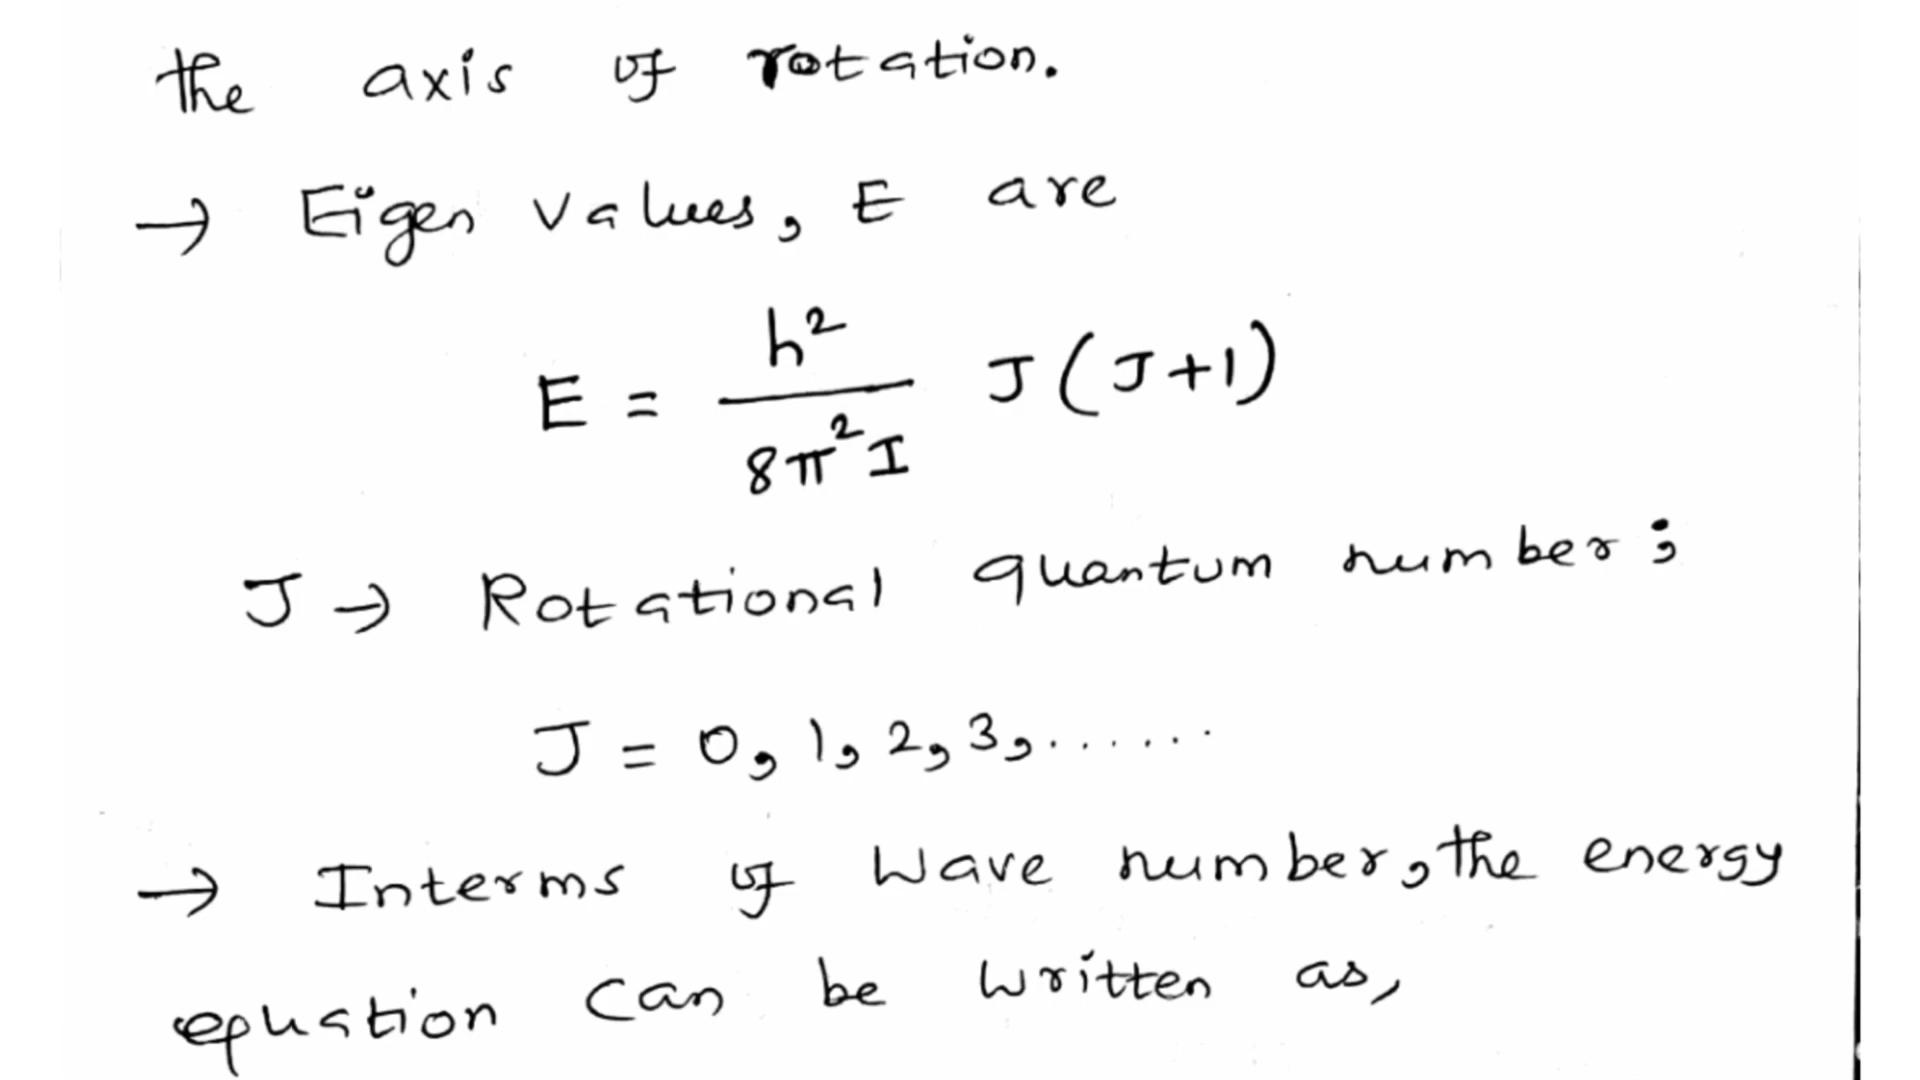 the axis of rotation.
→ Eigen values, E are
E = h²/8π²I J(J+1)
J → Rotational quantum number;
J = 0, 1, 2, 3, ......
→ Interms of Wave number, the energy
equation can be written as,